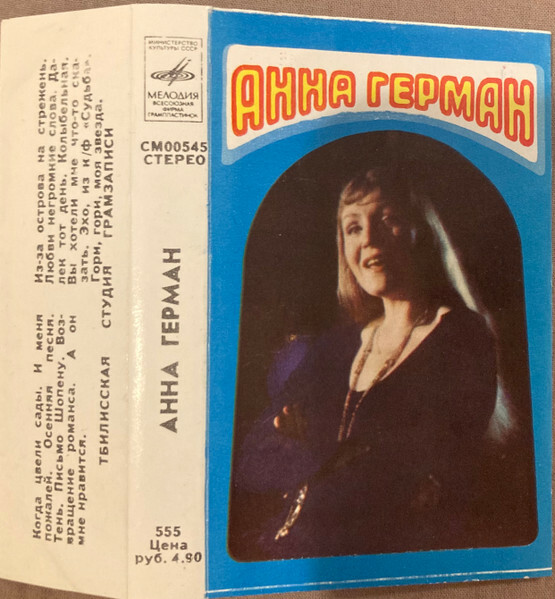 Когда цвели сады. И меня
пожалей. Осенняя песня.
Тень. Письмо Шопену. Воз-
вращение романса. А он
мне нравится.
Из-за острова на стрежень.
Любви негромкие слова. Да-
лек тот день. Колыбельная.
Вы хотели мне что-то ска-
зать. Эхо, из к/ф «Судьба».
Гори, гори, моя звезда.
ТБИЛИССКАЯ СТУДИЯ ГРАМЗАПИСИ
МИНИСТЕРСТВО
КУЛЬТУРЫ СССР
МЕЛОДИЯ
ВСЕСОЮЗНАЯ
ФИРМА
ГРАМПЛАСТИНОК
СМ00545
СТЕРЕО
АННА ГЕРМАН
555
Цена
руб. 4.90
АННА ГЕРМАН